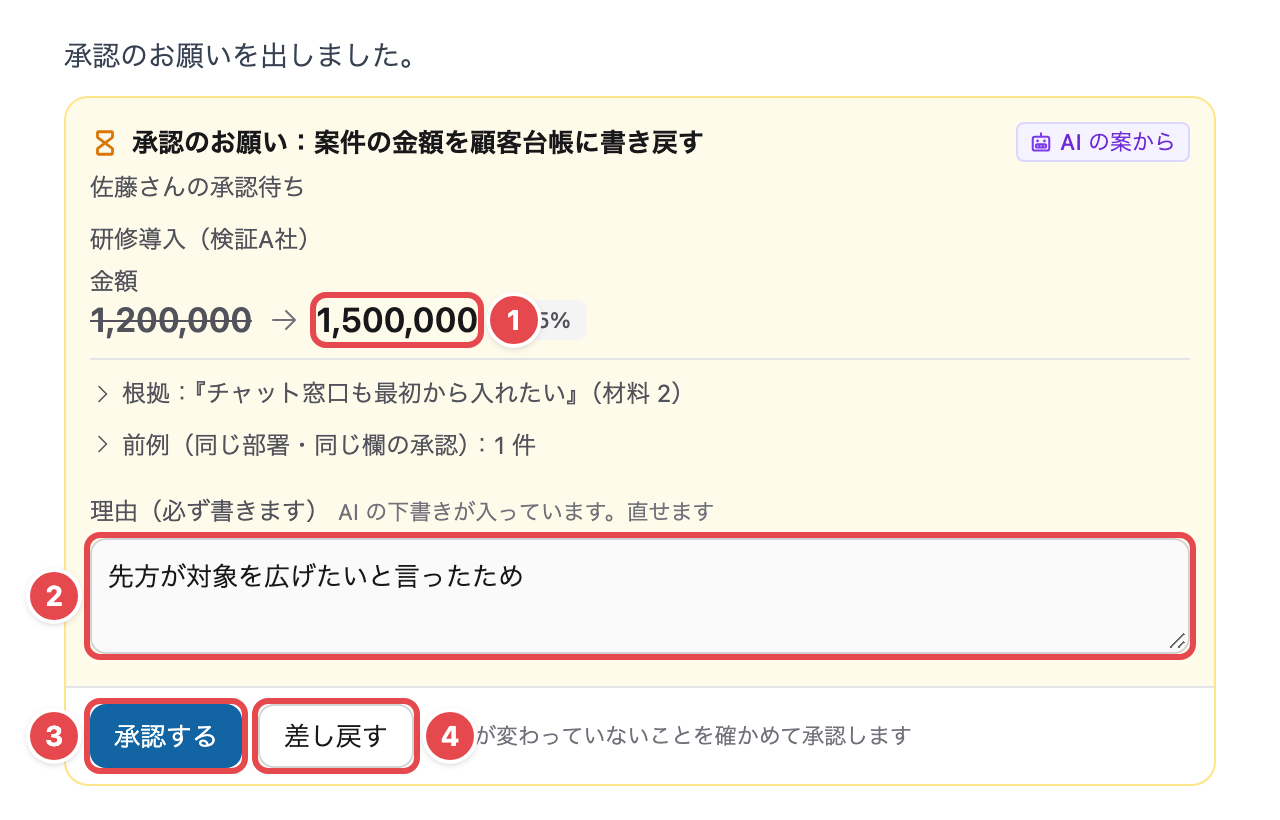 承認のお願いを出しました。
承認のお願い：案件の金額を顧客台帳に書き戻す
AI の案から
佐藤さんの承認待ち
研修導入（検証A社）
金額
1,200,000 → 1,500,000 1 5%
> 根拠：『チャット窓口も最初から入れたい』（材料 2）
> 前例（同じ部署・同じ欄の承認）：1 件
理由（必ず書きます） AI の下書きが入っています。直せます
2 先方が対象を広げたいと言ったため
3 承認する 差し戻す 4 が変わっていないことを確かめて承認します